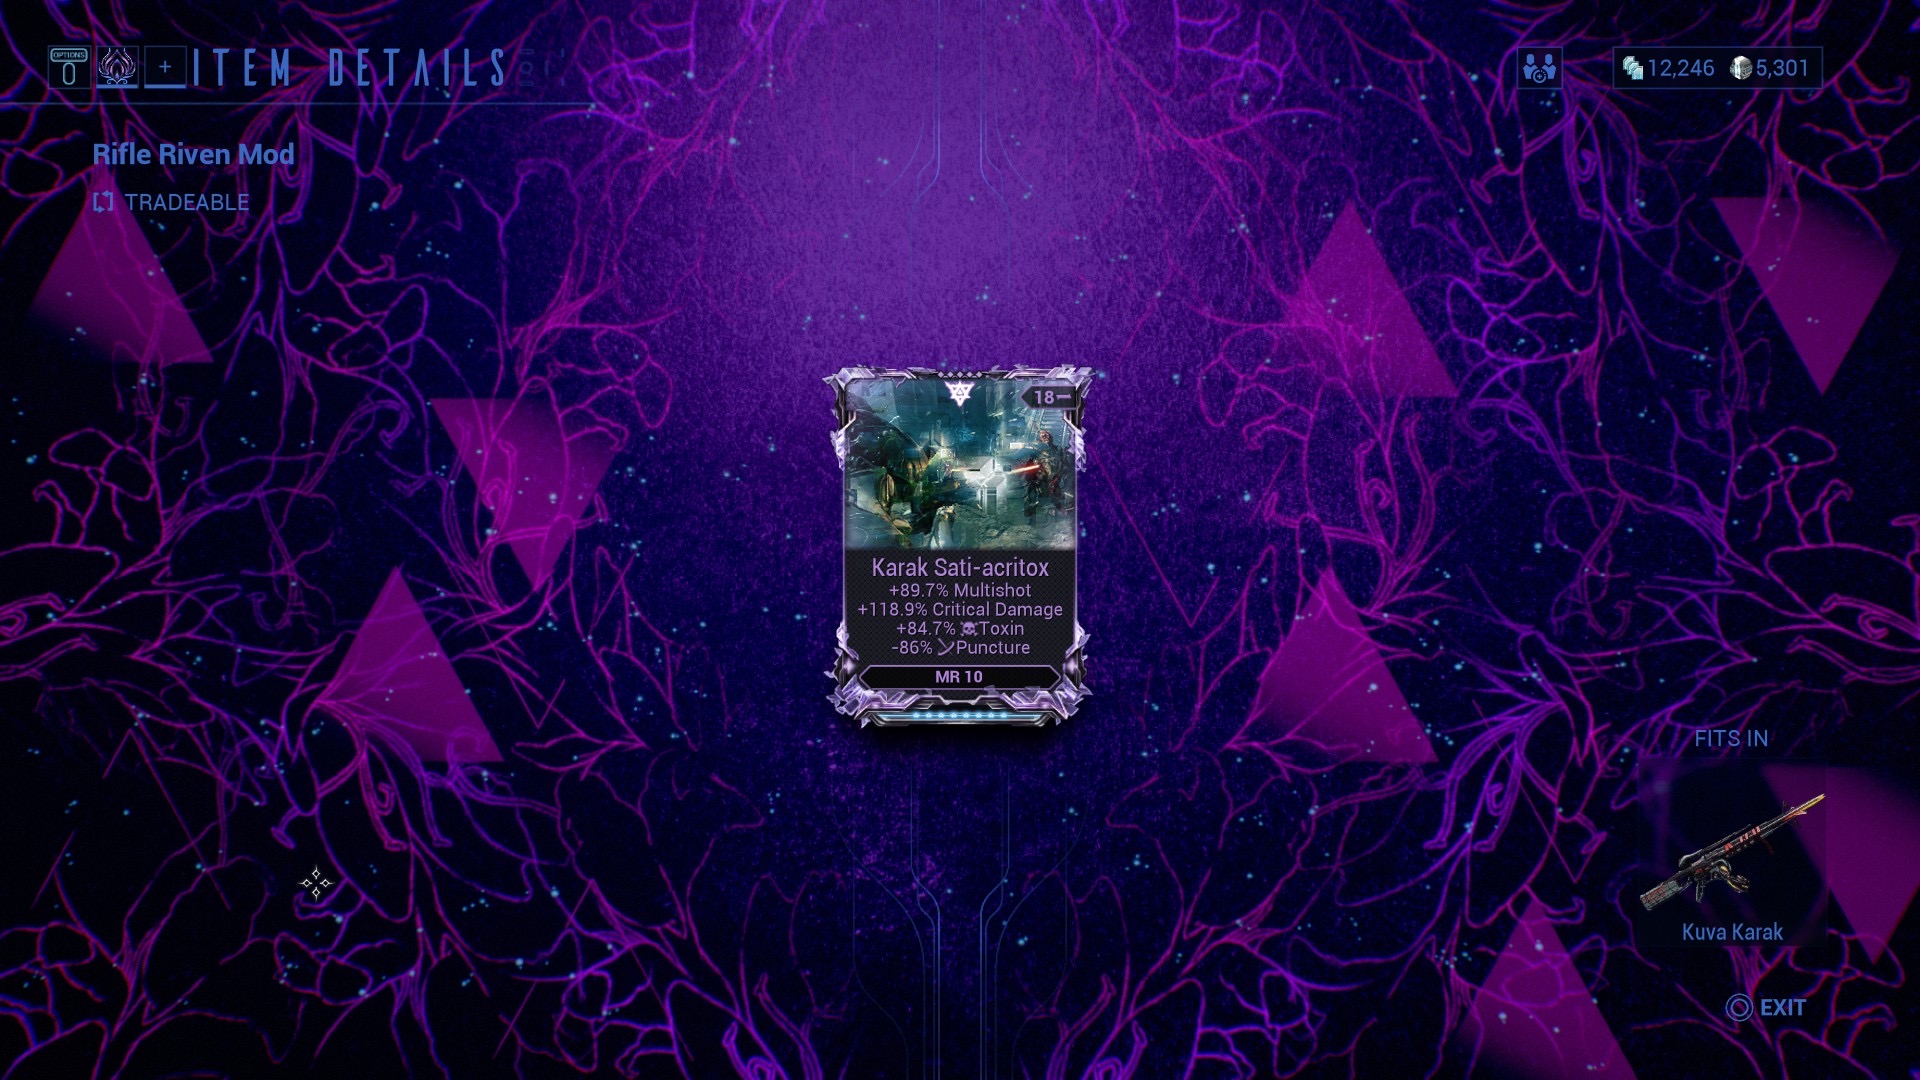 OPTIONS
+
ITEM DETAILS
12,246
5,301
Rifle Riven Mod
TRADEABLE
18
Karak Sati-acritox
+89.7% Multishot
+118.9% Critical Damage
+84.7% Toxin
-86% Puncture
MR 10
FITS IN
Kuva Karak
EXIT